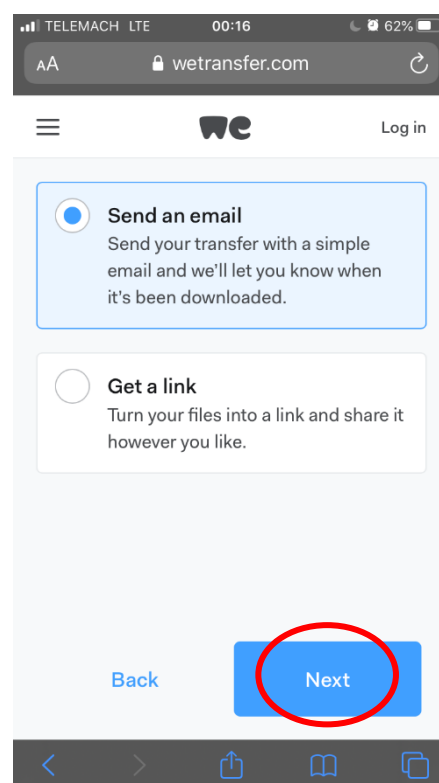 TELEMACH LTE 00:16 62%
AA wetransfer.com
we Log in
Send an email
Send your transfer with a simple
email and we'll let you know when
it's been downloaded.
Get a link
Turn your files into a link and share it
however you like.
Back Next